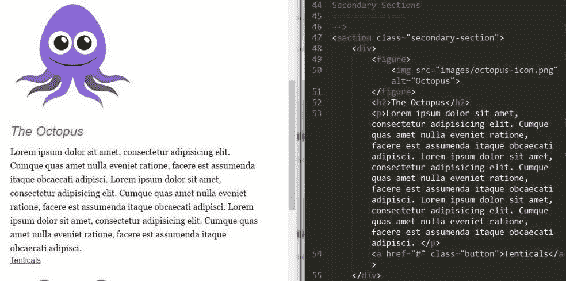 The Octopus
Lorem ipsum dolor sit amet, consectetur adipisicing elit.
Cumque quas amet nulla eveniet ratione, facere est assumenda
itaque obcaecati adipisci. Lorem ipsum dolor sit amet,
consectetur adipisicing elit. Cumque quas amet nulla eveniet
ratione, facere est assumenda itaque obcaecati adipisci. Lorem
ipsum dolor sit amet, consectetur adipisicing elit. Cumque quas
amet nulla eveniet ratione, facere est assumenda itaque
obcaecati adipisci.
Tenticals
44 Secondary Sections
45 ==============
46 -->
47 <section class="secondary-section">
48 <div>
49 <figure>
50 <img src="images/octopus-icon.png"
alt="Octopus">
51 </figure>
52 <h2>The Octopus</h2>
53 <p>Lorem ipsum dolor sit amet,
consectetur adipisicing elit. Cumque
quas amet nulla eveniet ratione,
facere est assumenda itaque obcaecati
adipisci. Lorem ipsum dolor sit amet,
consectetur adipisicing elit. Cumque
quas amet nulla eveniet ratione,
facere est assumenda itaque obcaecati
adipisci. Lorem ipsum dolor sit amet,
consectetur adipisicing elit. Cumque
quas amet nulla eveniet ratione,
facere est assumenda itaque obcaecati
adipisci. </p>
54 <a href="#" class="button">Tenticals</a
>
55 </div>